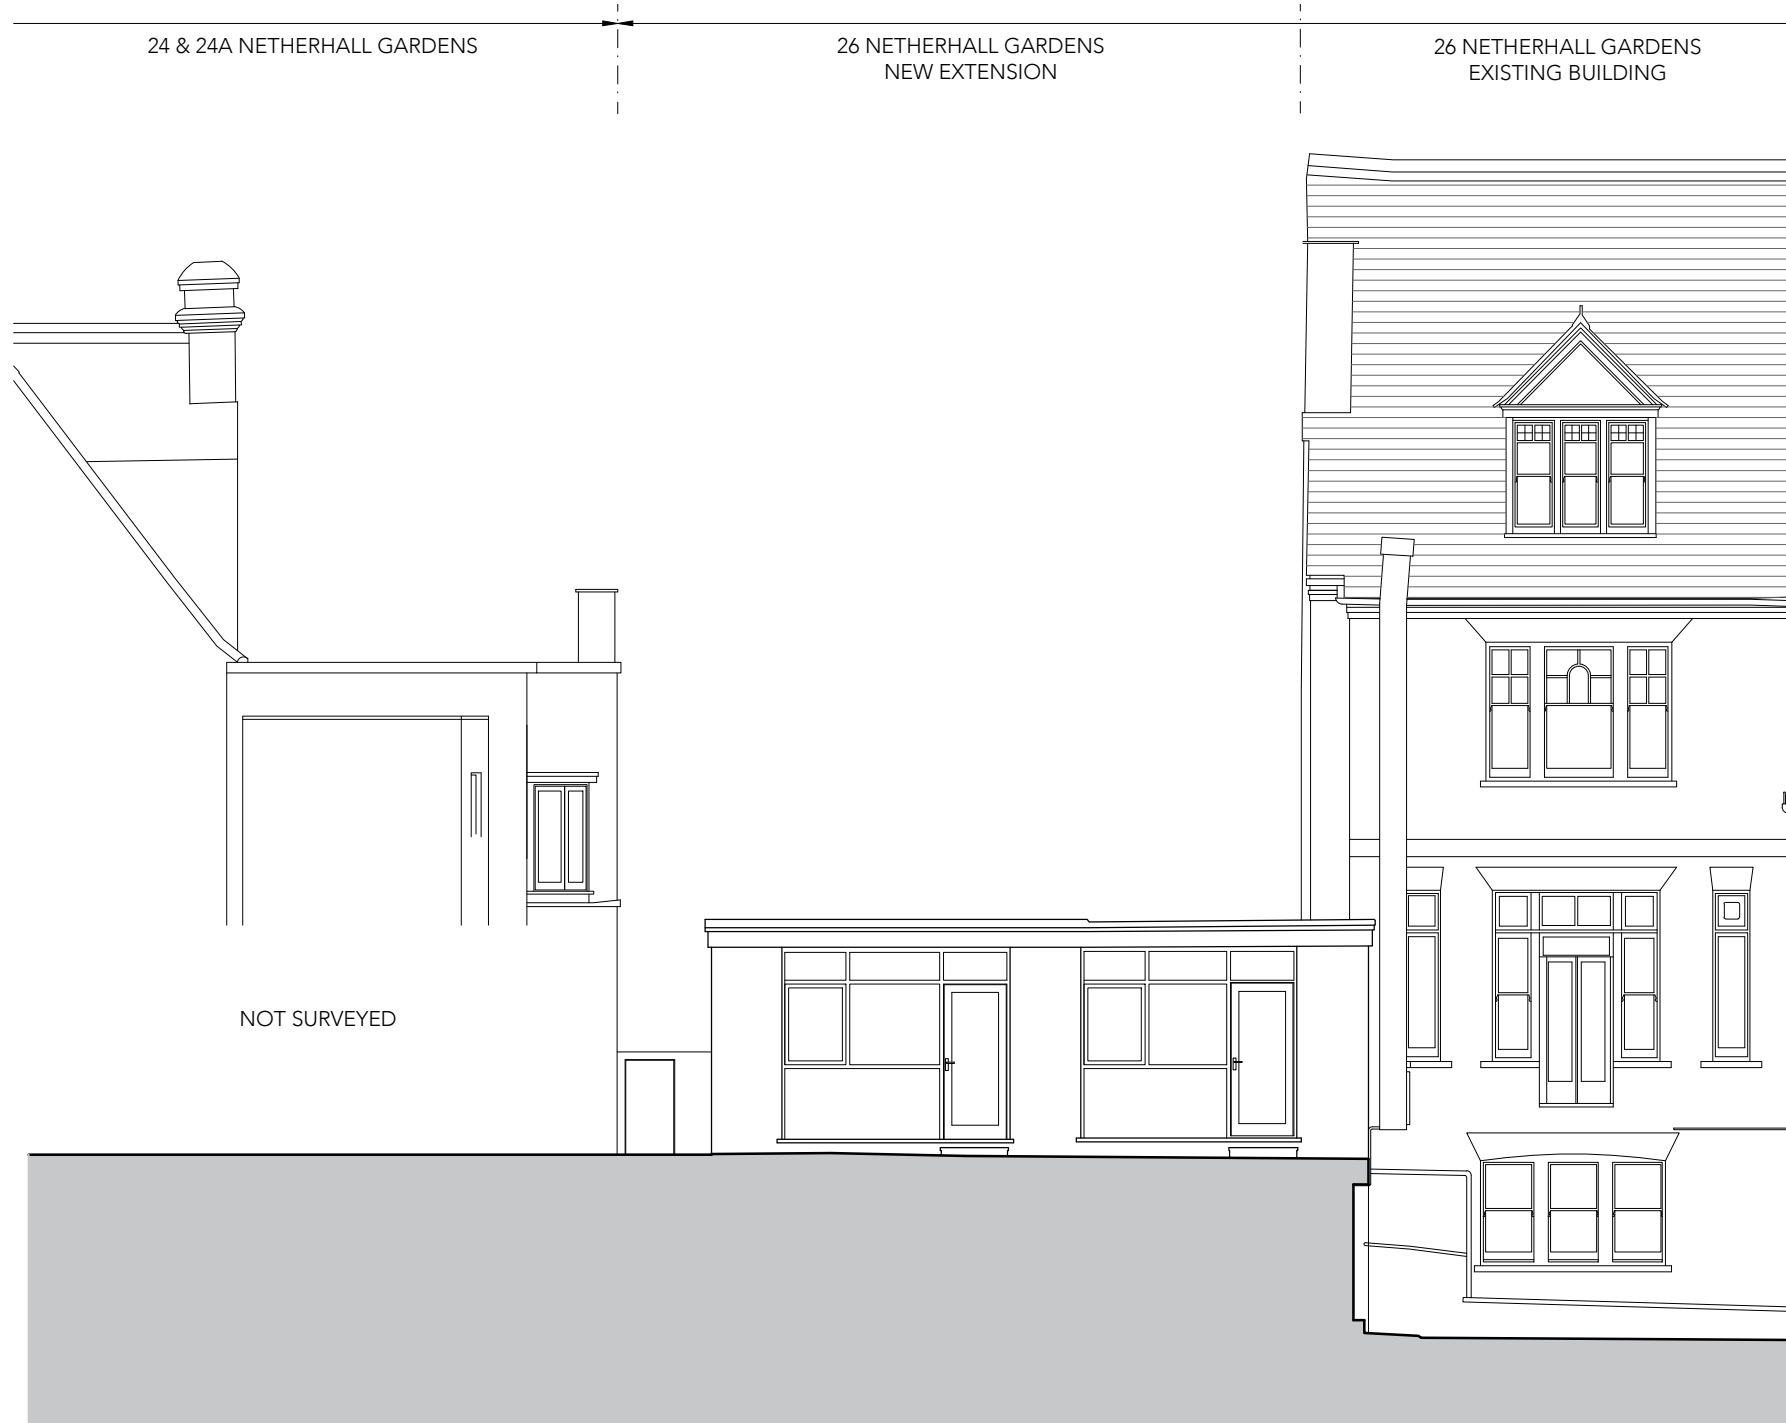 24 & 24A NETHERHALL GARDENS
26 NETHERHALL GARDENS
NEW EXTENSION
26 NETHERHALL GARDENS
EXISTING BUILDING
NOT SURVEYED